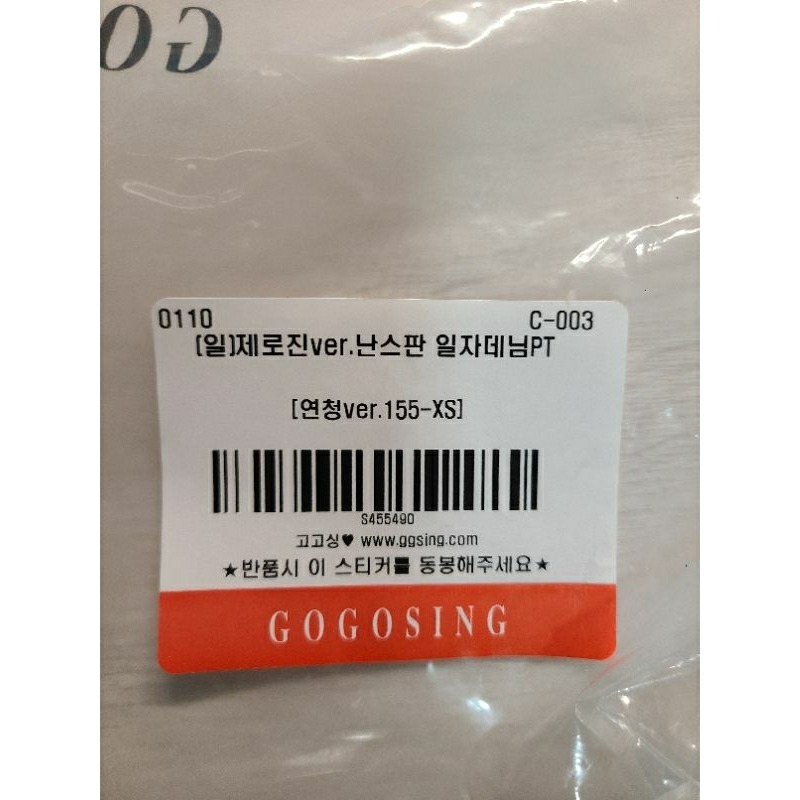 GO
0110 C-003
[일]제로진ver.난스판 일자데님PT
[연청ver.155-XS]
S455490
고고싱♥ www.ggsing.com
★반품시 이 스티커를 동봉해주세요★
GOGOSING